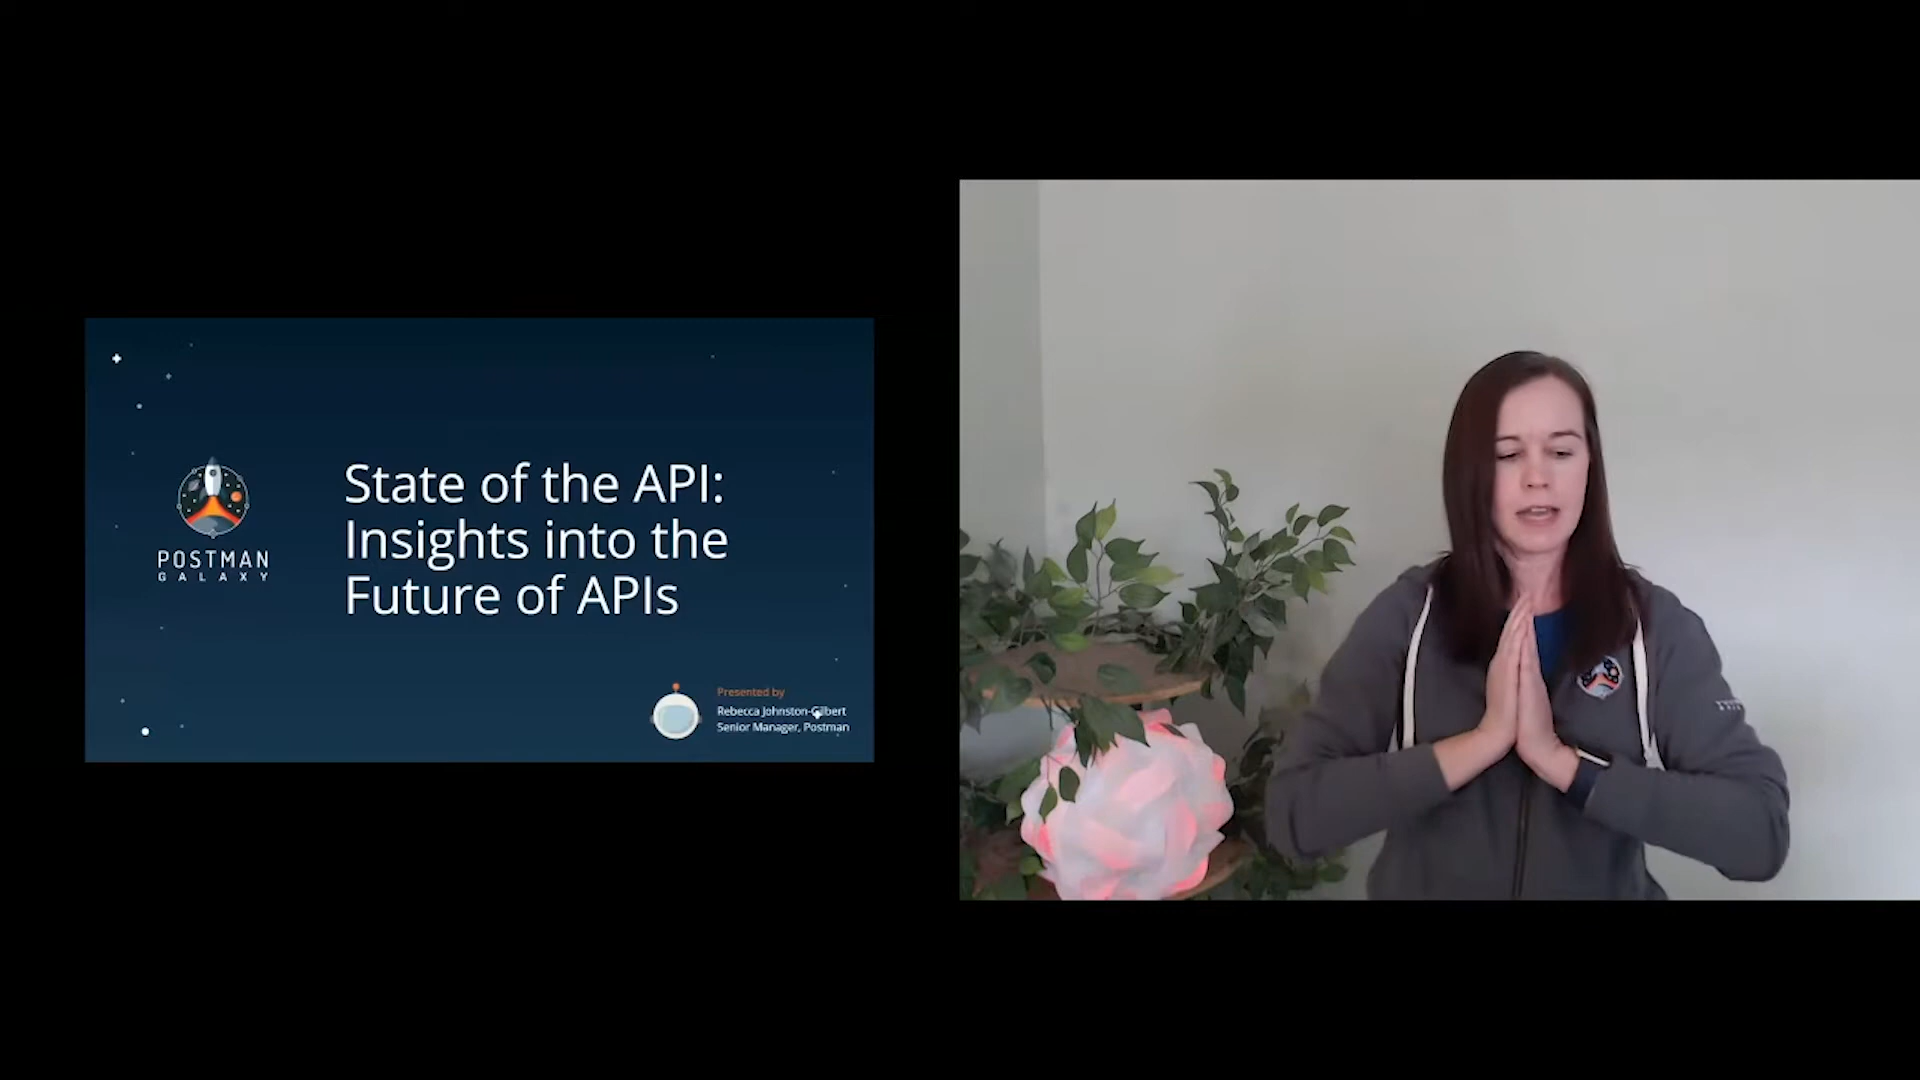 POSTMAN
GALAXY
State of the API:
Insights into the
Future of APIs
Presented by
Rebecca Johnston-Gilbert
Senior Manager, Postman